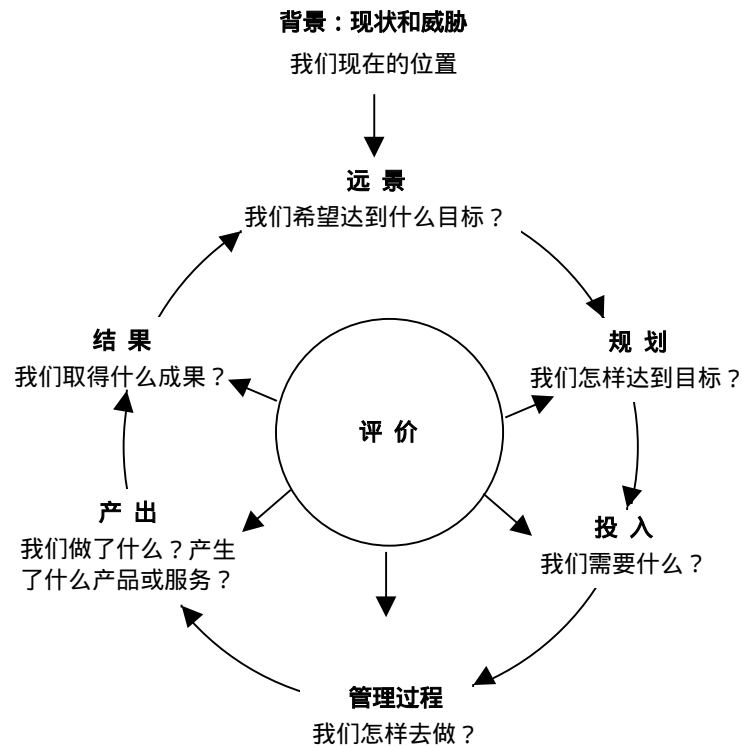 背景：现状和威胁
我们现在的位置
远 景
我们希望达到什么目标？
结 果
我们取得什么成果？
规 划
我们怎样达到目标？
评 价
产 出
我们做了什么？产生
了什么产品或服务？
投 入
我们需要什么？
管理过程
我们怎样去做？